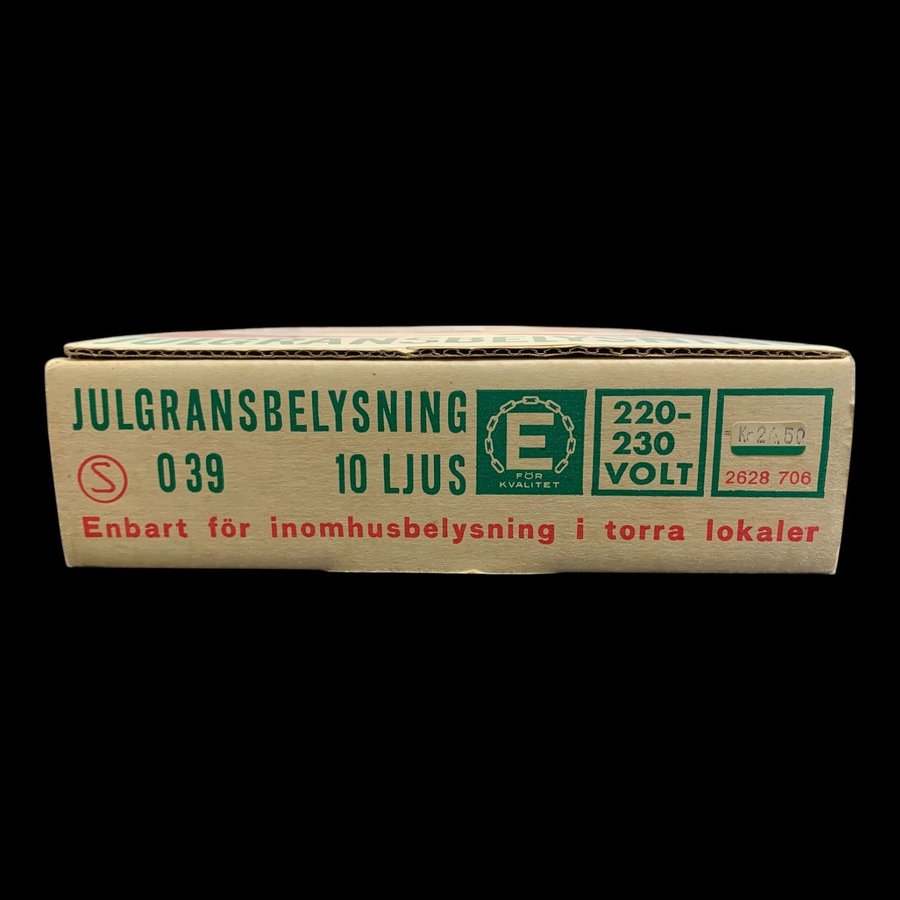 JULGRANSBELYSNING
JULGRANSBELYSNING
S 039 10 LJUS
E
FÖR
KVALITET
220-
230
VOLT
Kr 24,50
2628 706
Enbart för inomhusbelysning i torra lokaler